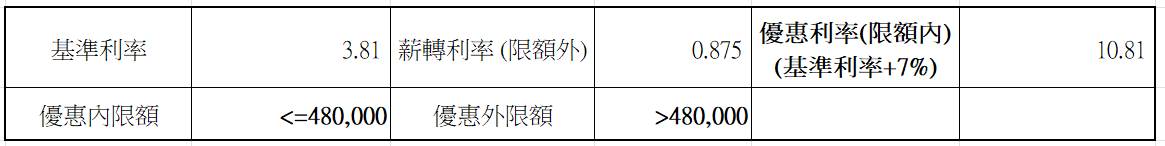 基準利率 3.81 薪轉利率 (限額外) 0.875 優惠利率(限額內) 10.81
(基準利率+7%)
優惠內限額 <=480,000 優惠外限額 >480,000